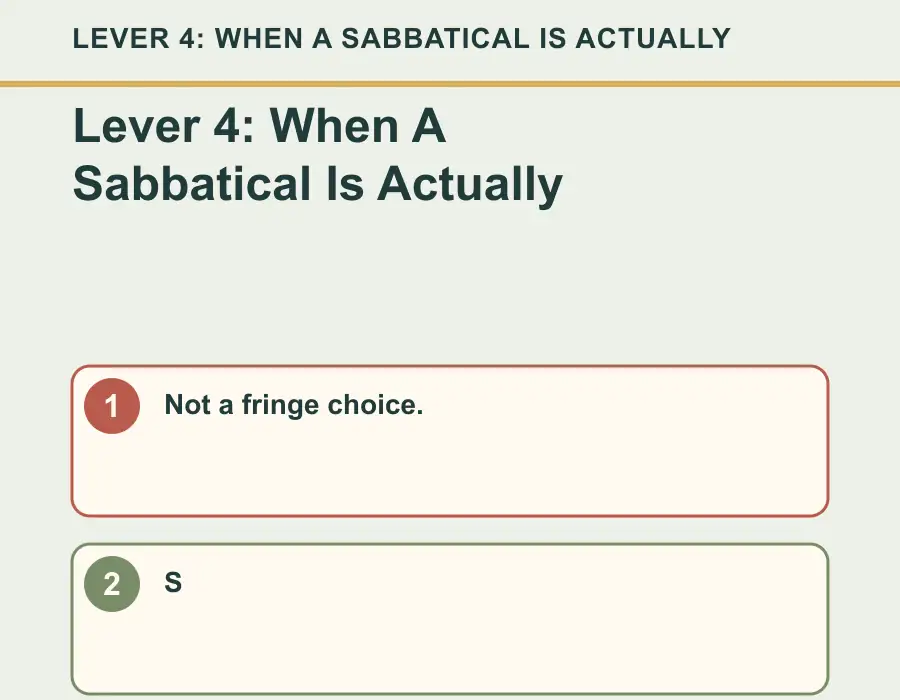 LEVER 4: WHEN A SABBATICAL IS ACTUALLY
Lever 4: When A
Sabbatical Is Actually
1 Not a fringe choice.
2 S